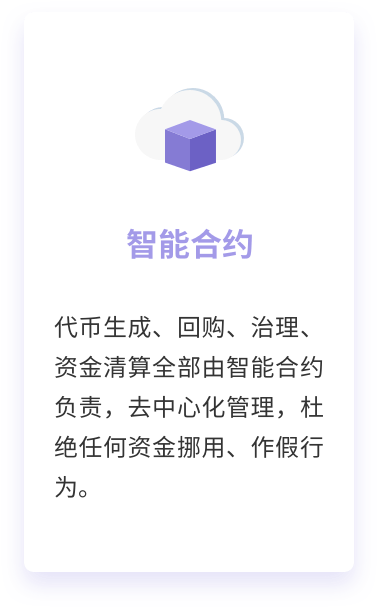 智能合约
代币生成、回购、治理、
资金清算全部由智能合约
负责，去中心化管理，杜
绝任何资金挪用、作假行
为。